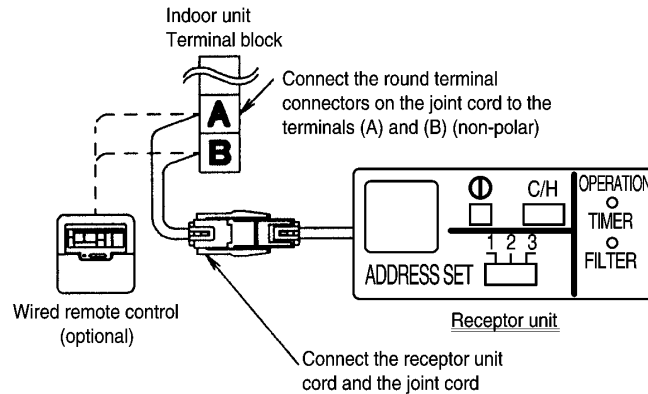 Indoor unit
Terminal block
Connect the round terminal
connectors on the joint cord to the
terminals (A) and (B) (non-polar)
A
B
C/H
OPERATION
TIMER
1 2 3
FILTER
ADDRESS SET
Receptor unit
Wired remote control
(optional)
Connect the receptor unit
cord and the joint cord